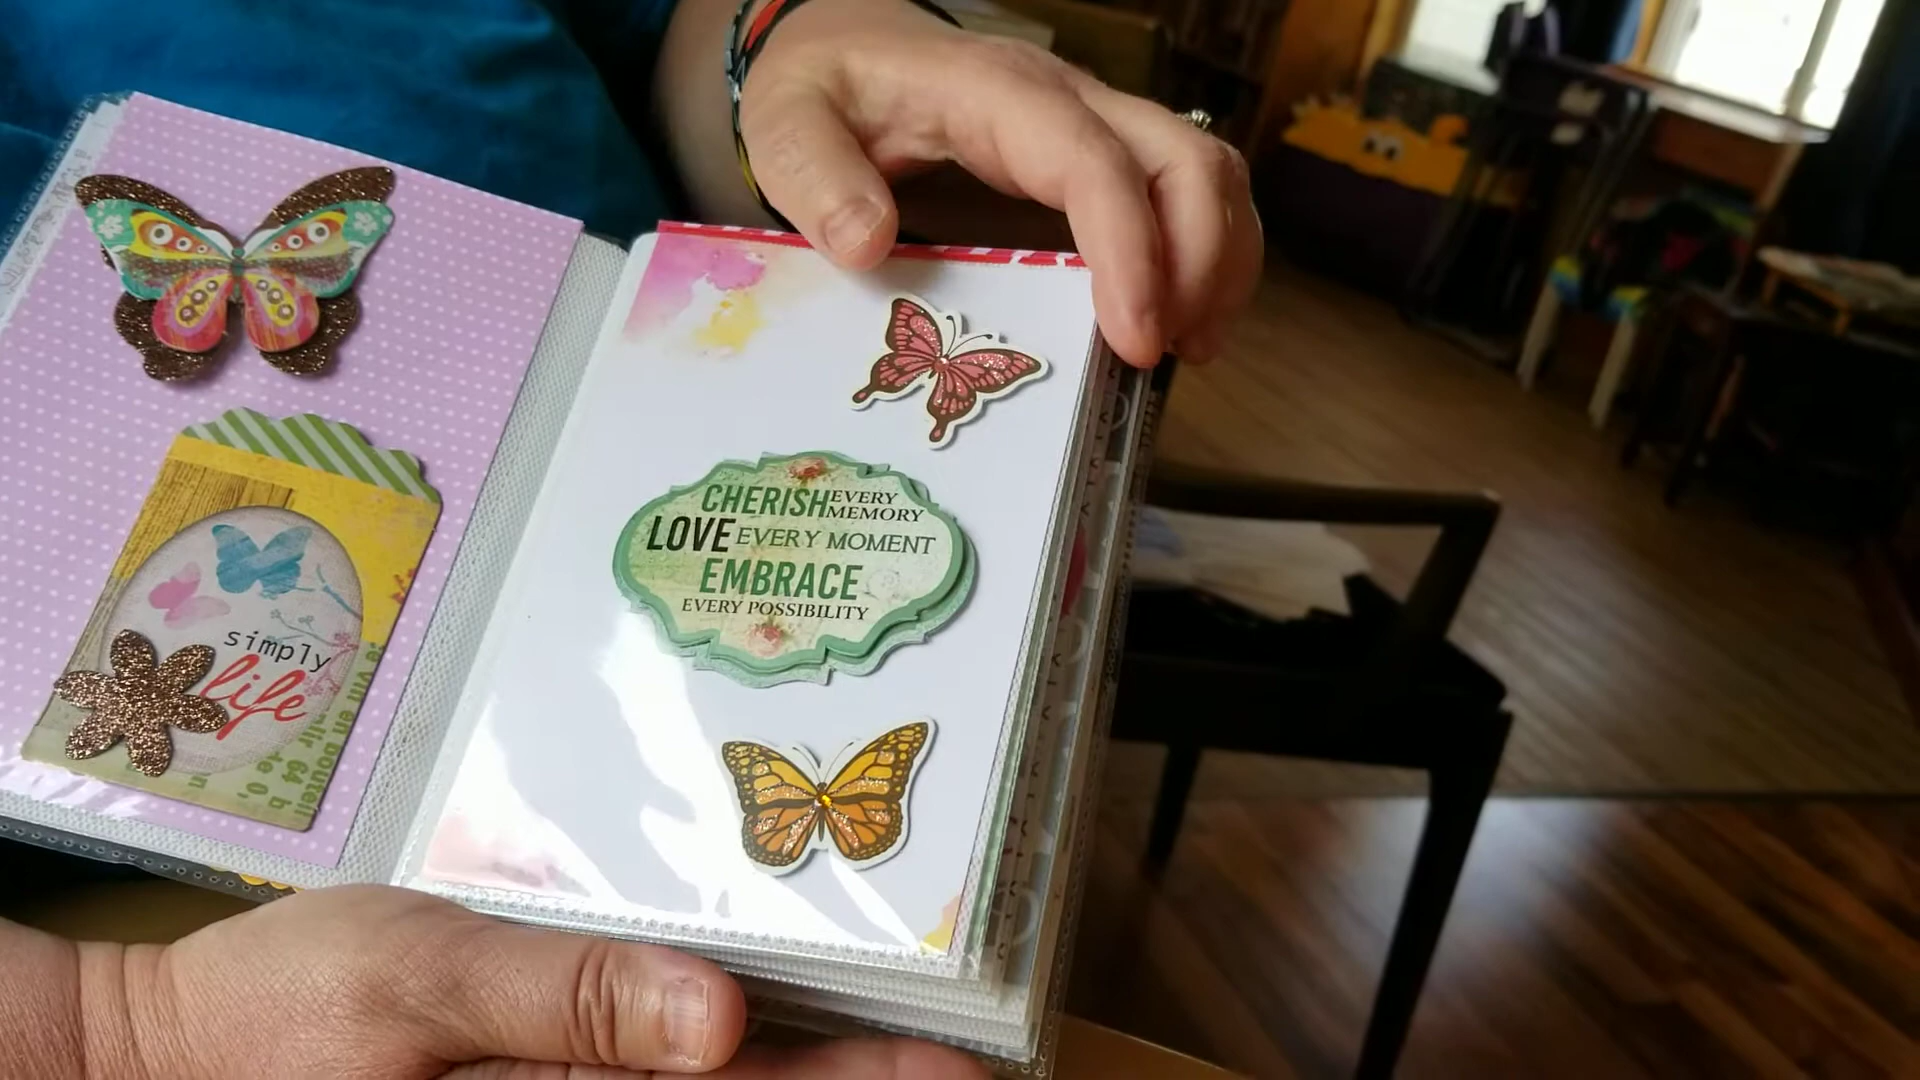 simply
life
CHERISH EVERY MEMORY
LOVE EVERY MOMENT
EMBRACE
EVERY POSSIBILITY